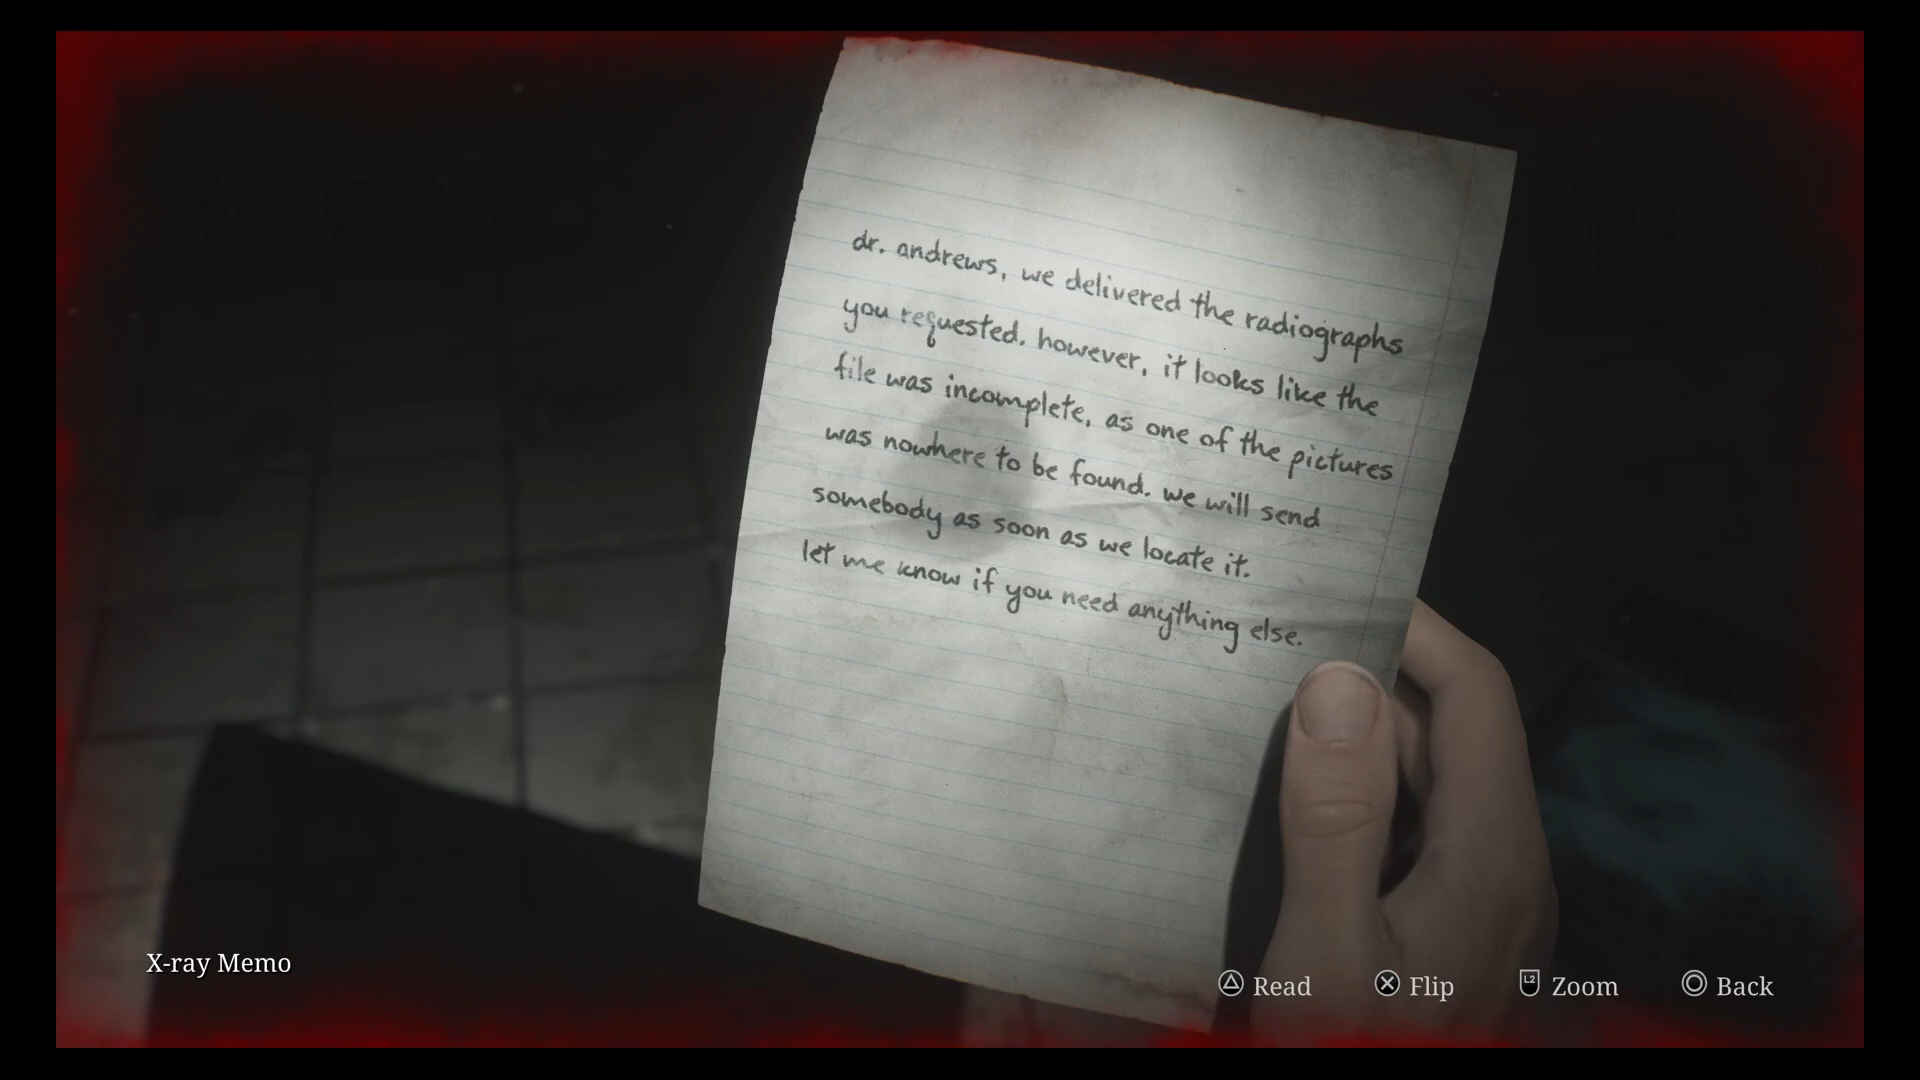 dr. andrews, we delivered the radiographs
you requested. however, it looks like the
file was incomplete, as one of the pictures
was nowhere to be found. we will send
somebody as soon as we locate it.
let me know if you need anything else.
X-ray Memo
Read
Flip
L2 Zoom
Back